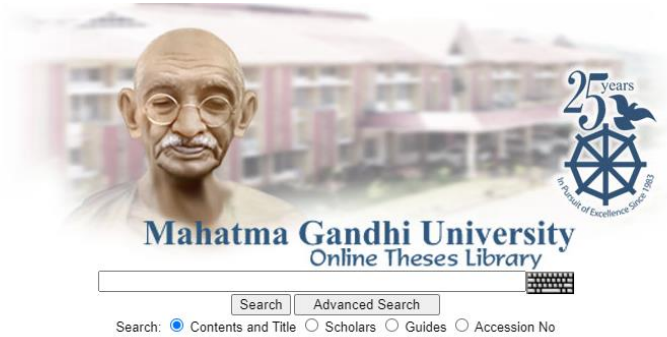 25 years
In Pursuit of Excellence Since 1983
Mahatma Gandhi University
Online Theses Library
Search Advanced Search
Search: Contents and Title Scholars Guides Accession No